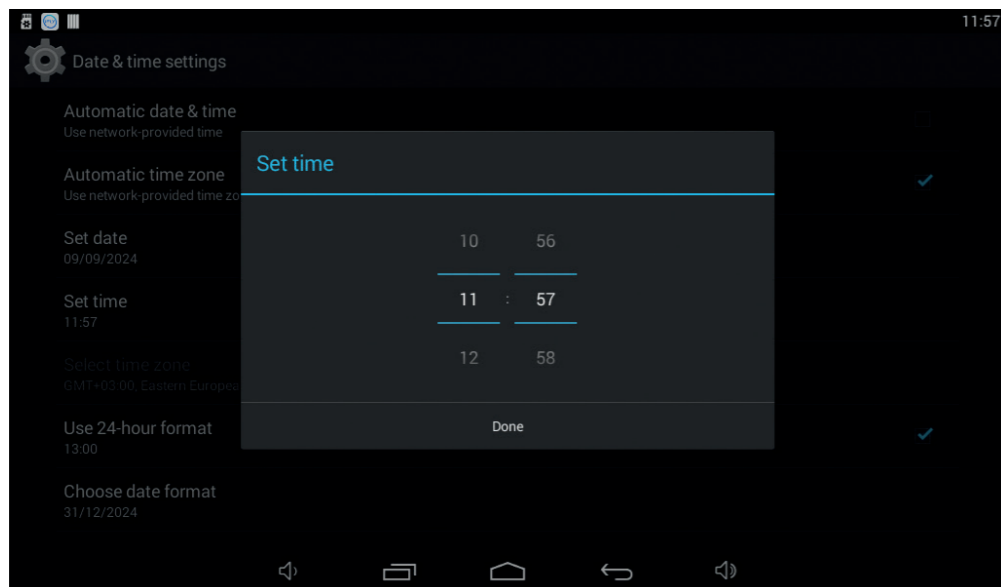 11:57
Date & time settings
Automatic date & time
Use network-provided time
Automatic time zone
Use network-provided time zo
Set date
09/09/2024
Set time
11:57
Select time zone
GMT+03:00, Eastern Europea
Use 24-hour format
13:00
Choose date format
31/12/2024
Set time
10 56
11 : 57
12 58
Done